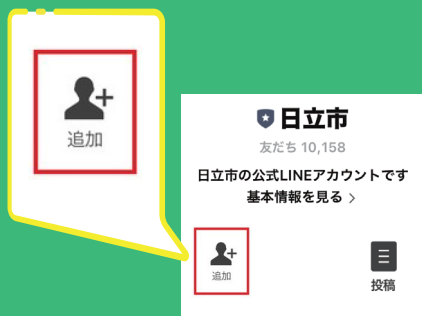 追加
日立市
友だち 10,158
日立市の公式LINEアカウントです
基本情報を見る >
追加
投稿